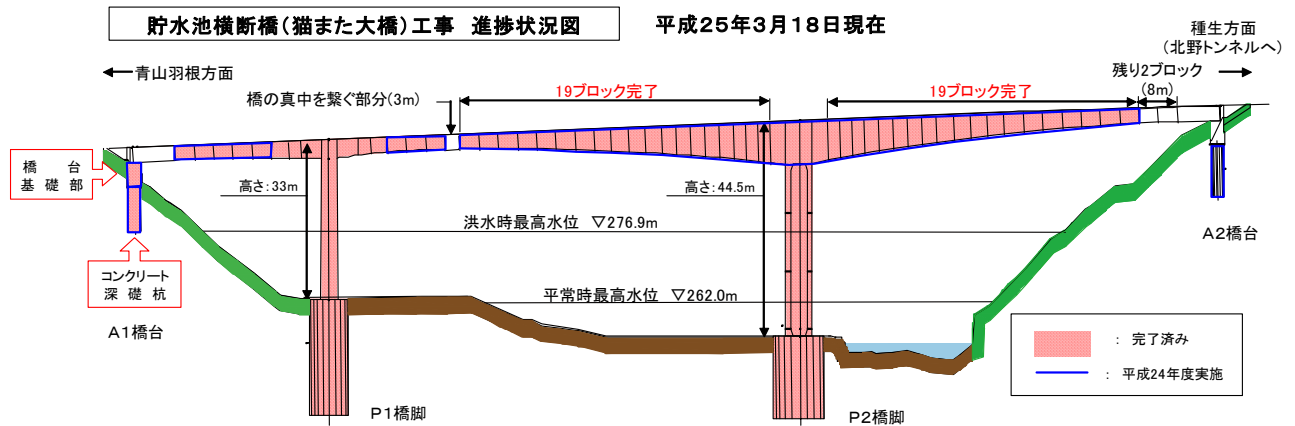 貯水池横断橋(猫また大橋)工事 進捗状況図
平成25年3月18日現在
種生方面
(北野トンネルへ)
青山羽根方面
残り2ブロック
(8m)
橋の真中を繋ぐ部分(3m)
19ブロック完了
19ブロック完了
橋 台
基 礎 部
高さ:33m
高さ:44.5m
洪水時最高水位 ▽276.9m
A2橋台
コンクリート
深 礎 杭
平常時最高水位 ▽262.0m
A1橋台
: 完了済み
: 平成24年度実施
P1橋脚
P2橋脚